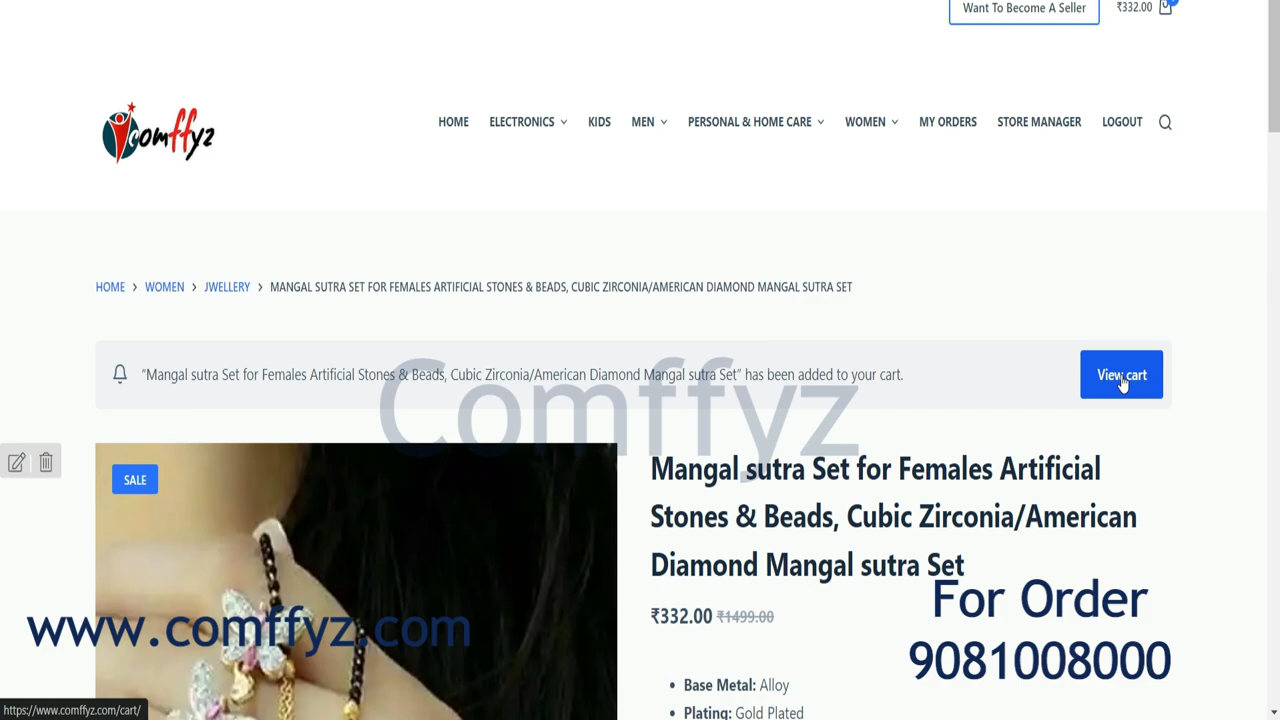 Want To Become A Seller
₹332.00
Comffyz
HOME ELECTRONICS KIDS MEN PERSONAL & HOME CARE WOMEN MY ORDERS STORE MANAGER LOGOUT
HOME > WOMEN > JWELLERY > MANGAL SUTRA SET FOR FEMALES ARTIFICIAL STONES & BEADS, CUBIC ZIRCONIA/AMERICAN DIAMOND MANGAL SUTRA SET
“Mangal sutra Set for Females Artificial Stones & Beads, Cubic Zirconia/American Diamond Mangal sutra Set” has been added to your cart.
View cart
Comffyz
SALE
Mangal sutra Set for Females Artificial
Stones & Beads, Cubic Zirconia/American
Diamond Mangal sutra Set
₹332.00 ₹1499.00
For Order
9081008000
www.comffyz.com
Base Metal: Alloy
Plating: Gold Plated
https://www.comffyz.com/cart/